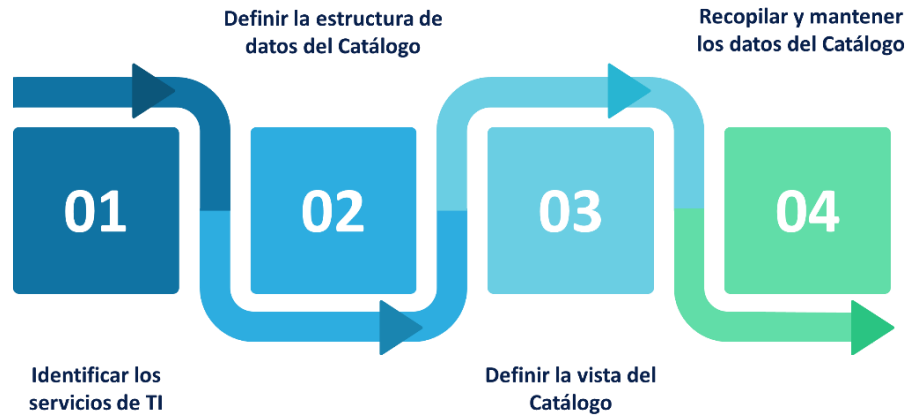 Definir la estructura de
datos del Catálogo
Recopilar y mantener
los datos del Catálogo
01
02
03
04
Identificar los
servicios de TI
Definir la vista del
Catálogo